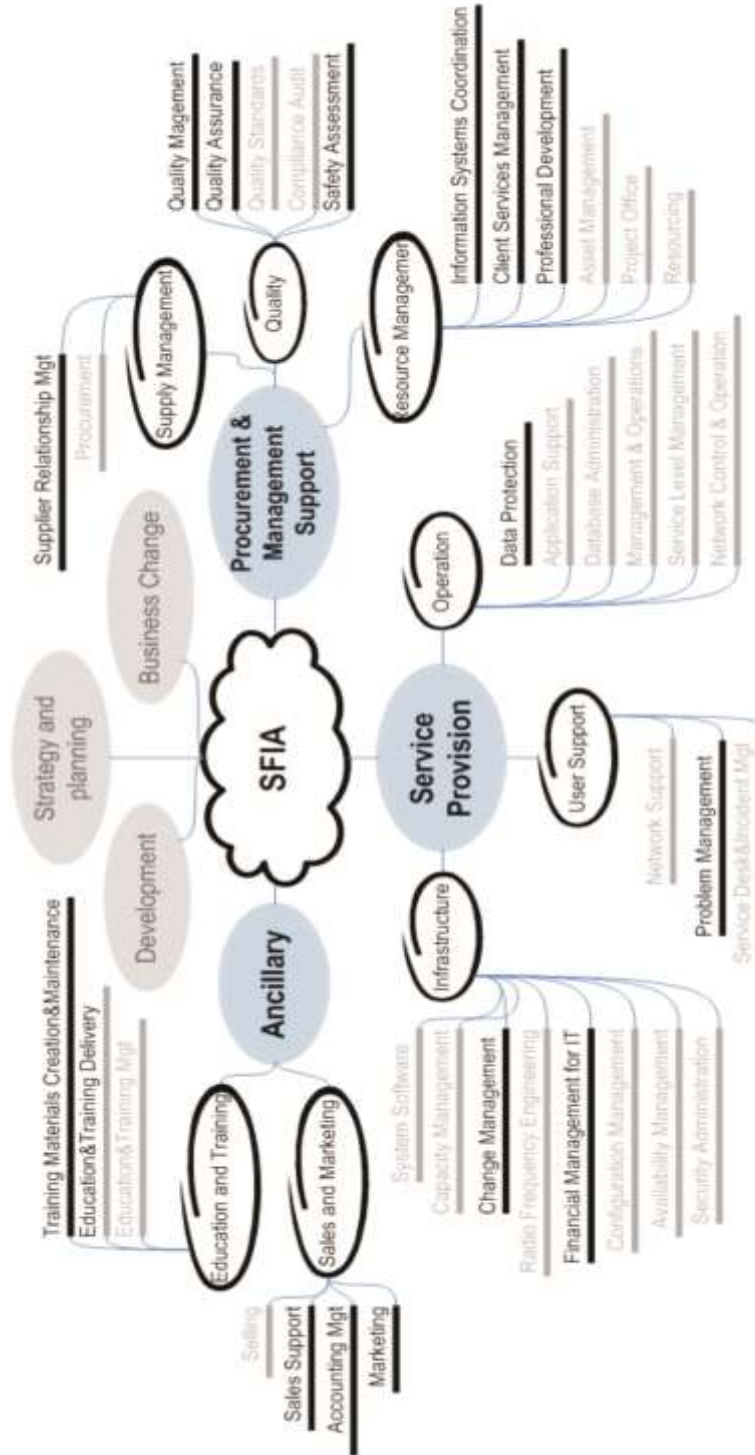 Strategy and
planning
Development
Business Change
SFIA
Ancillary
Education and Training
Training Materials Creation&Maintenance
Education&Training Delivery
Education&Training Mgt
Sales and Marketing
Selling
Sales Support
Accounting Mgt
Marketing
Procurement &
Management
Support
Supply Management
Supplier Relationship Mgt
Procurement
Quality
Quality Magement
Quality Assurance
Quality Standards
Compliance Audit
Safety Assessment
Resource Management
Information Systems Coordination
Client Services Management
Professional Development
Asset Management
Project Office
Resourcing
Service
Provision
Infrastructure
System Software
Capacity Management
Change Management
Radio Frequency Engineering
Financial Management for IT
Configuration Management
Availability Management
Security Administration
User Support
Network Support
Problem Management
Service Desk&Incident Mgt
Operation
Data Protection
Application Support
Database Administration
Management & Operations
Service Level Management
Network Control & Operation